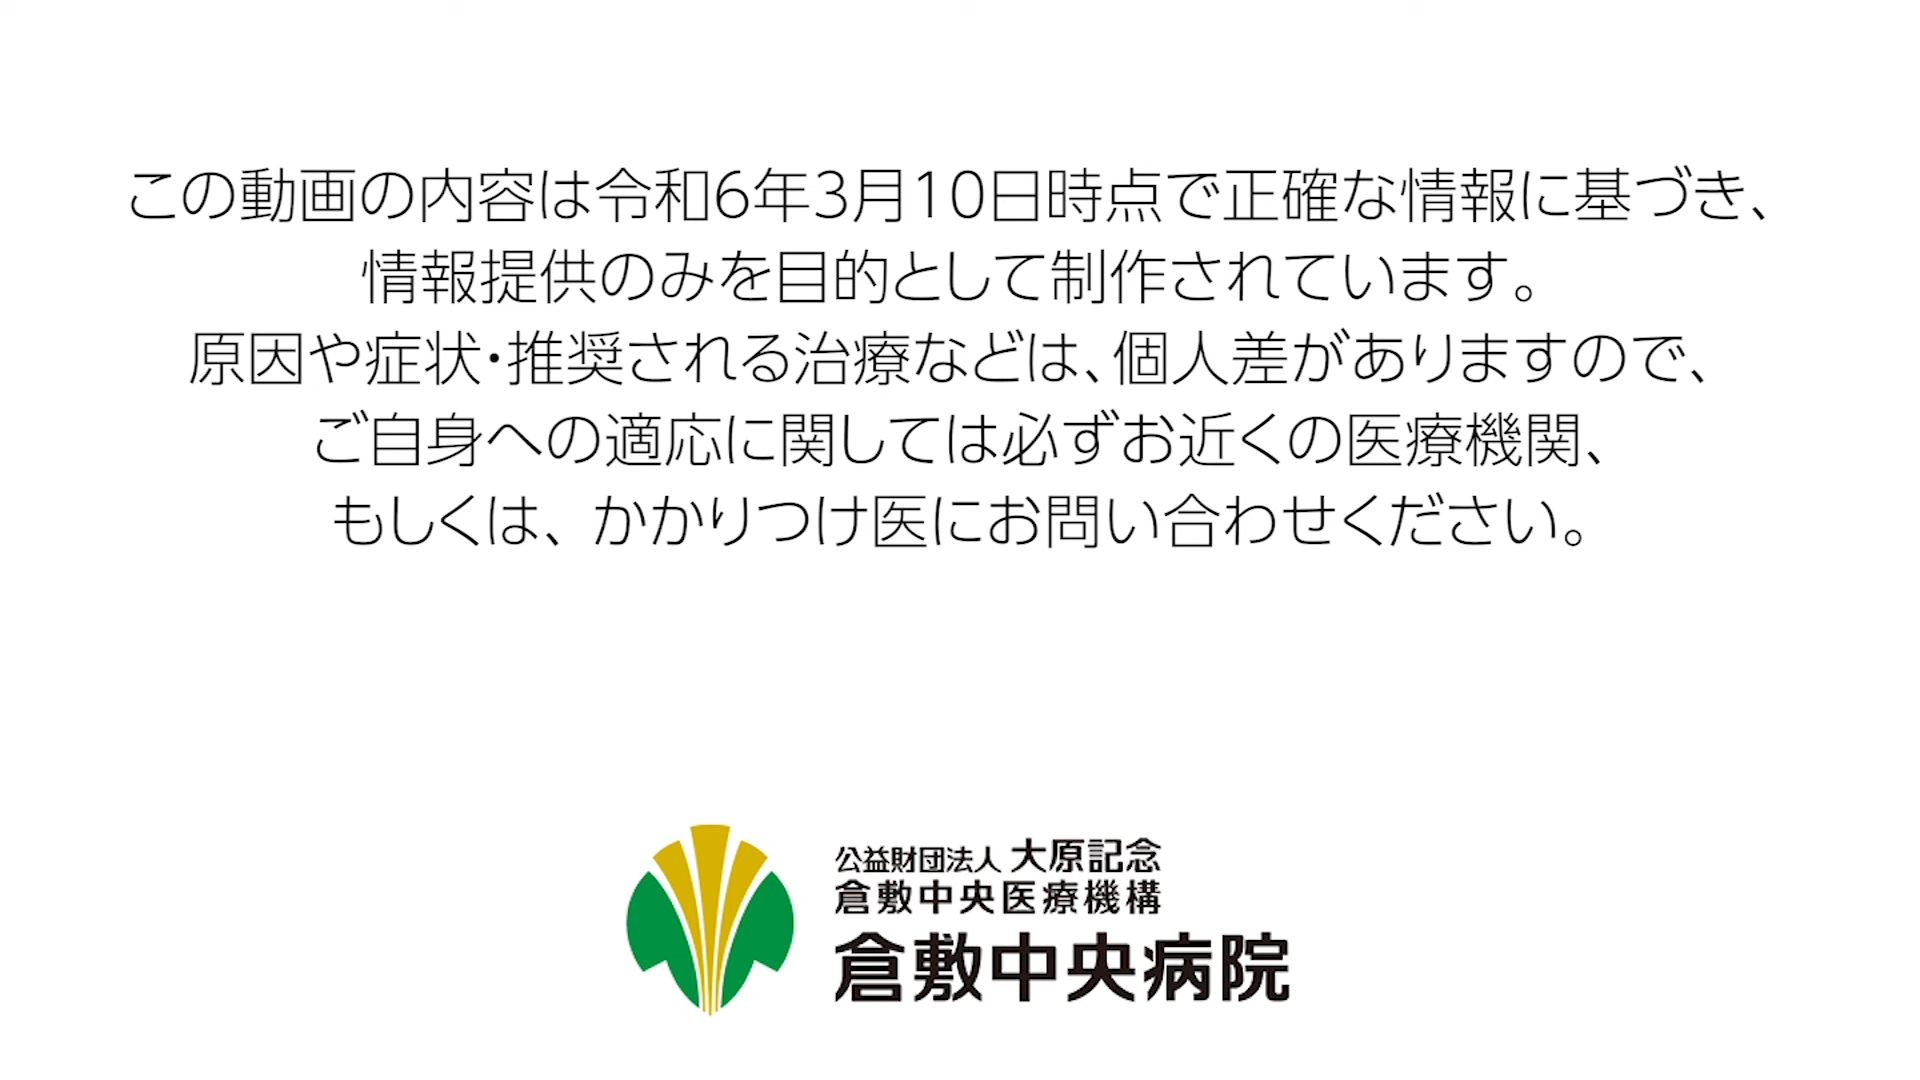 この動画の内容は令和6年3月10日時点で正確な情報に基づき、
情報提供のみを目的として制作されています。
原因や症状・推奨される治療などは、個人差がありますので、
ご自身への適応に関しては必ずお近くの医療機関、
もしくは、かかりつけ医にお問い合わせください。
公益財団法人 大原記念
倉敷中央医療機構
倉敷中央病院